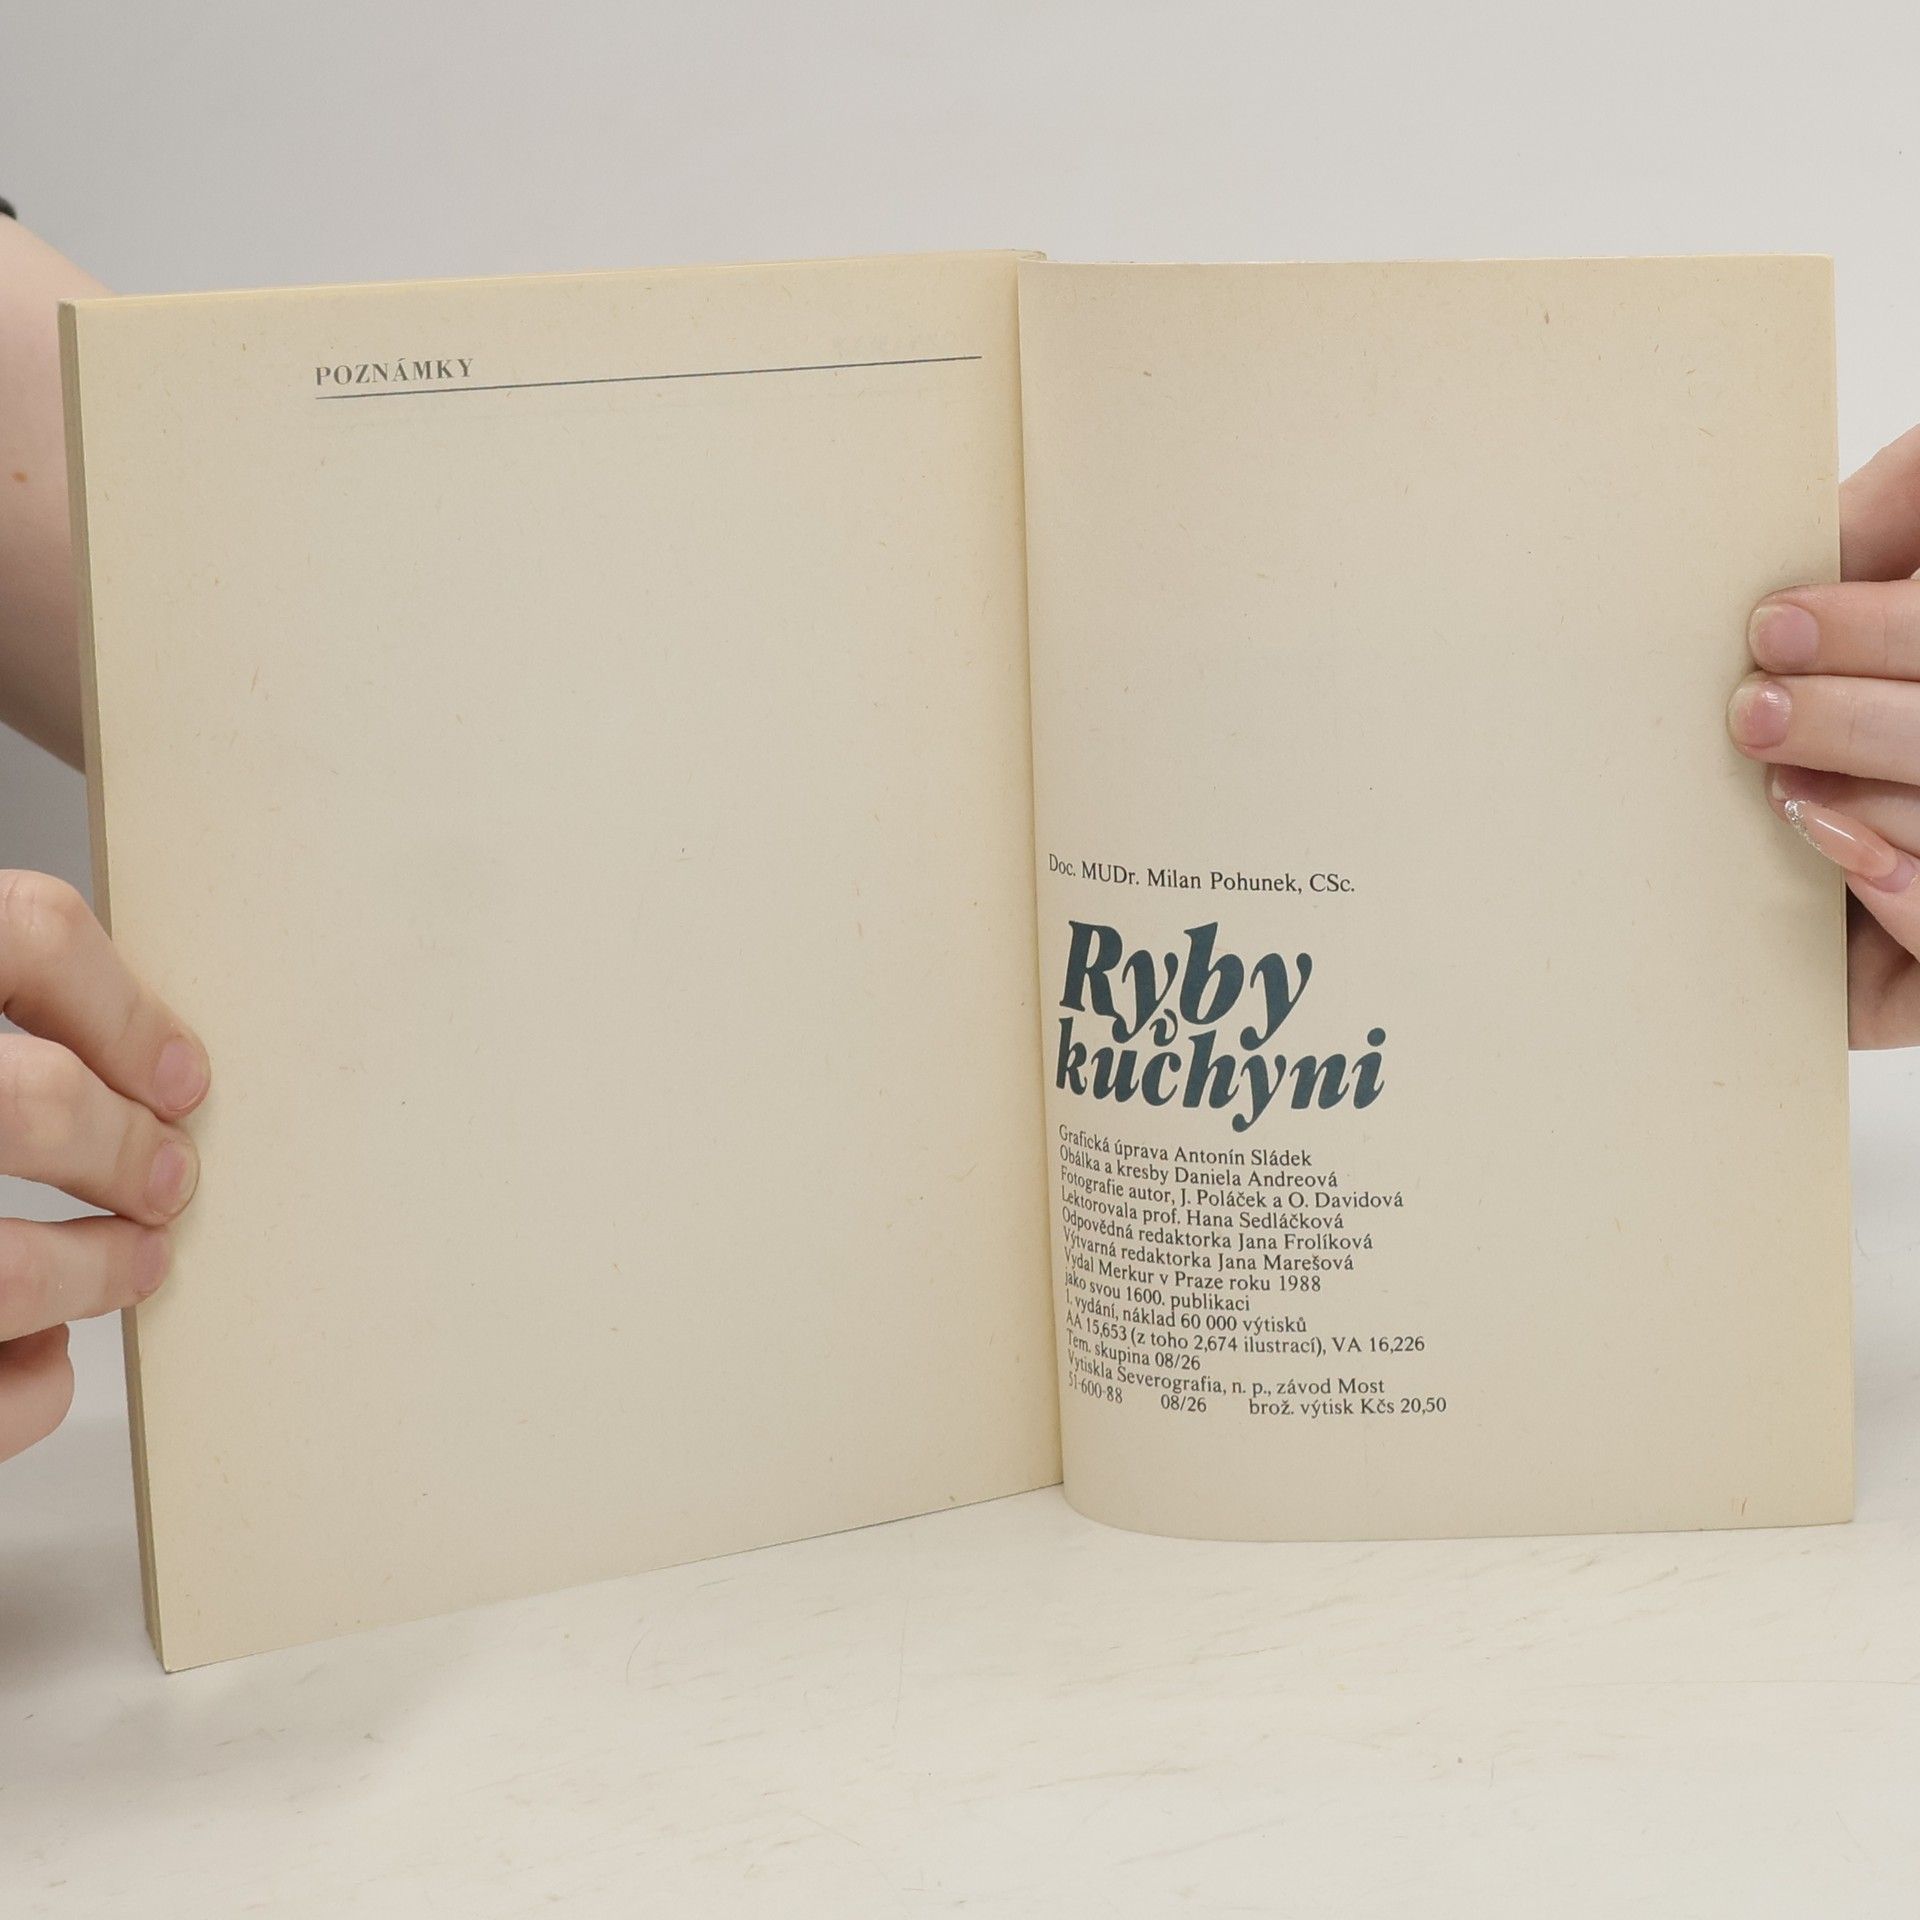 POZNÁMKY
Doc. MUDr. Milan Pohunek, CSc.
Ryby
v
kuchyni
Grafická úprava Antonín Sládek
Obálka a kresby Daniela Andreová
Fotografie autor, J. Poláček a O. Davidová
Lektorovala prof. Hana Sedláčková
Odpovědná redaktorka Jana Frolíková
Výtvarná redaktorka Jana Marešová
Vydal Merkur v Praze roku 1988
jako svou 1600. publikaci
1. vydání, náklad 60 000 výtisků
AA 15,653 (z toho 2,674 ilustrací), VA 16,226
Tem. skupina 08/26
Vytiskla Severografia, n. p., závod Most
51-600-88 08/26 brož. výtisk Kčs 20,50